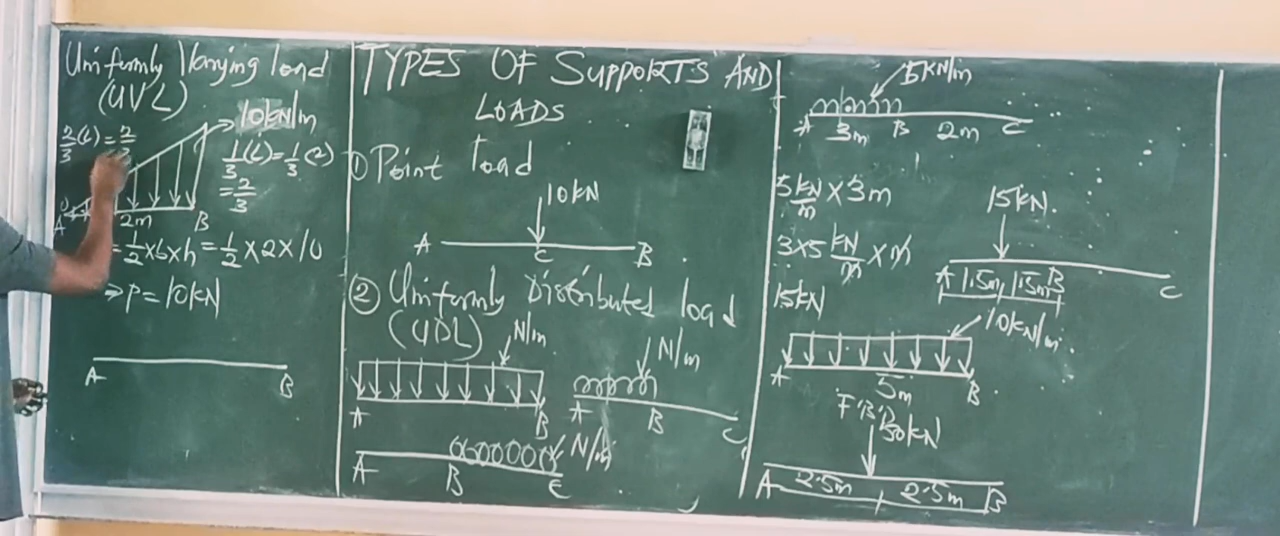 Uniformly Varying load
(UVL)
10kN/m
2/3(L)=2/3
1/3(L)=1/3(2)
=2/3
A 2m B
=1/2×b×h=1/2×2×10
⇒P=10kN
A B
TYPES OF SUPPORTS AND
LOADS
① Point load
10kN
A C B
② Uniformly Distributed load
(UDL)
N/m
A B
N/m
A B C
N/m
A B C
5kN/m
A 3m B 2m C
5 kN/m × 3m
3×5 kN/m × m
15kN
15kN.
A 1.5m 1.5m B C
10kN/m.
A 5m B
F.B.D
50kN
A 2.5m 2.5m B